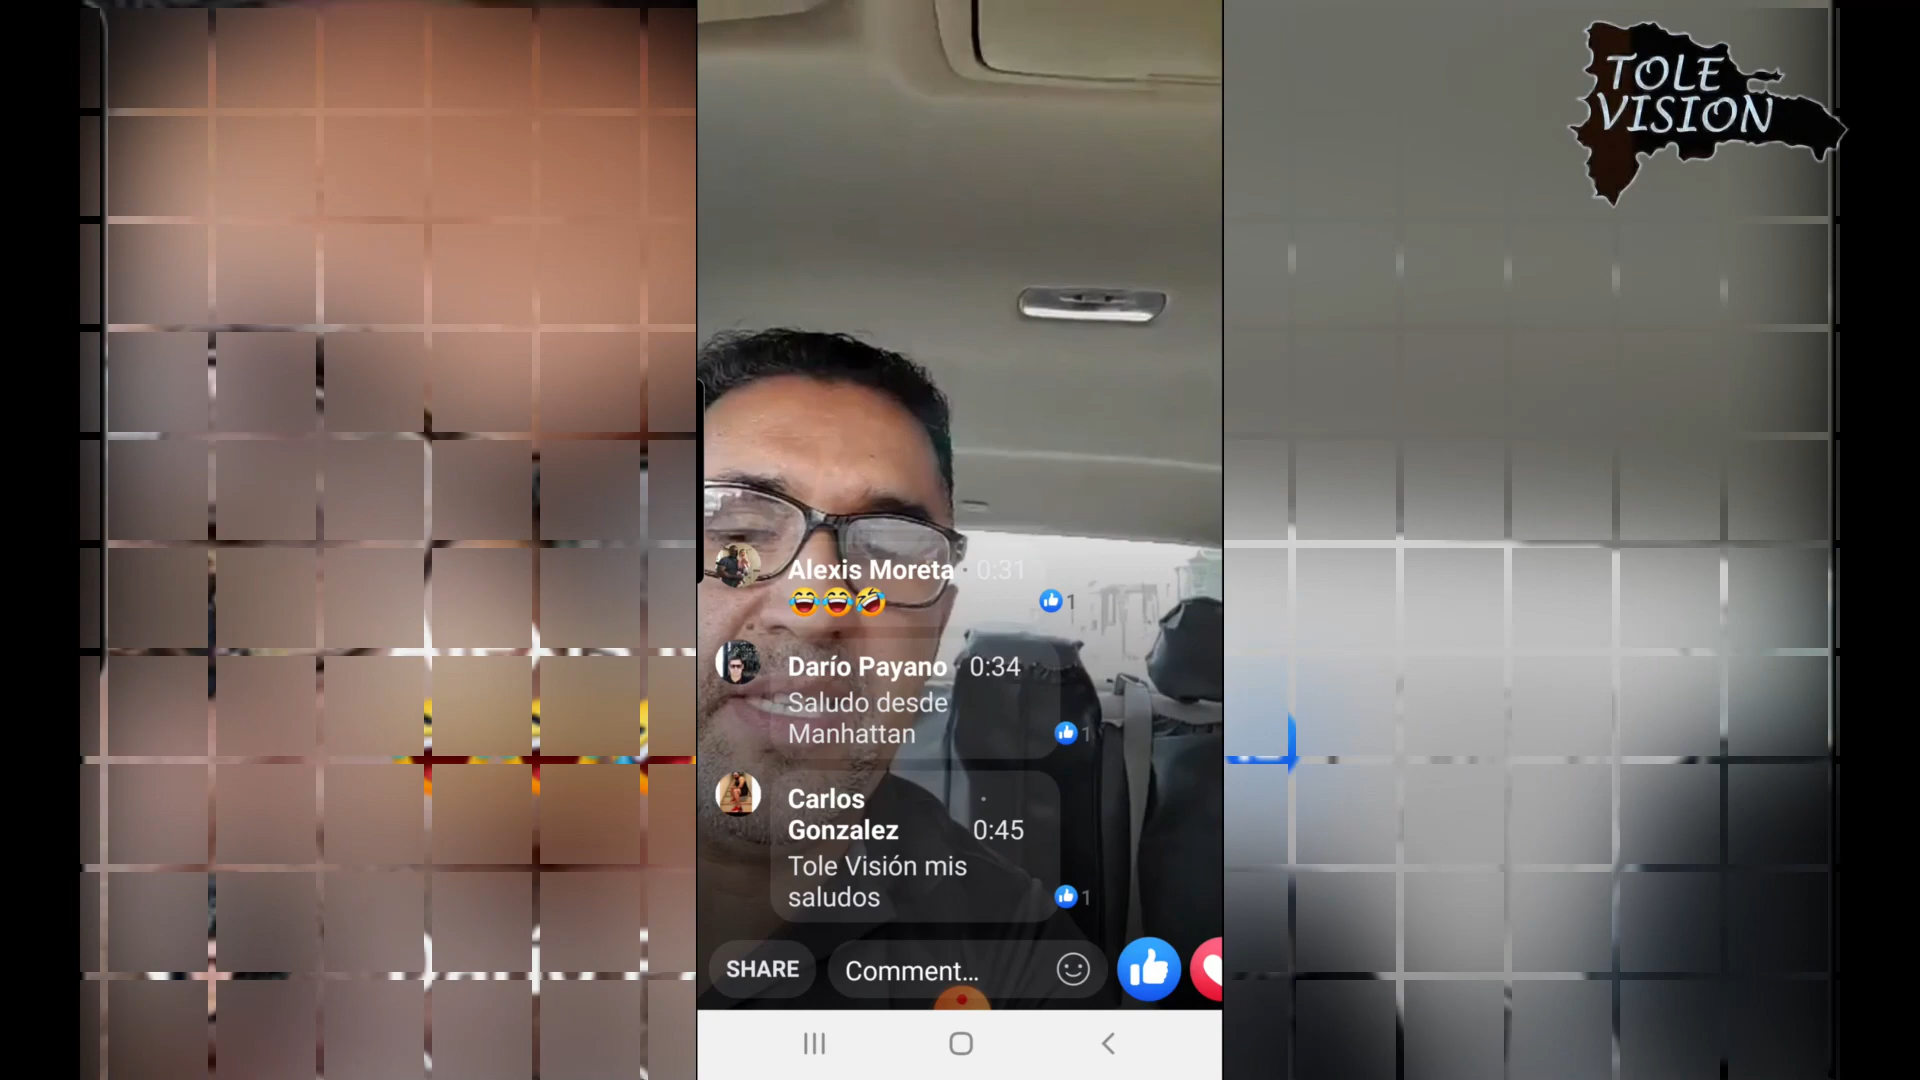 TOLE
VISION
Alexis Moreta · 0:31
😂😂🤣
1
Darío Payano · 0:34
Saludo desde
Manhattan
1
Carlos ·
Gonzalez 0:45
Tole Visión mis
saludos
1
SHARE
Comment...